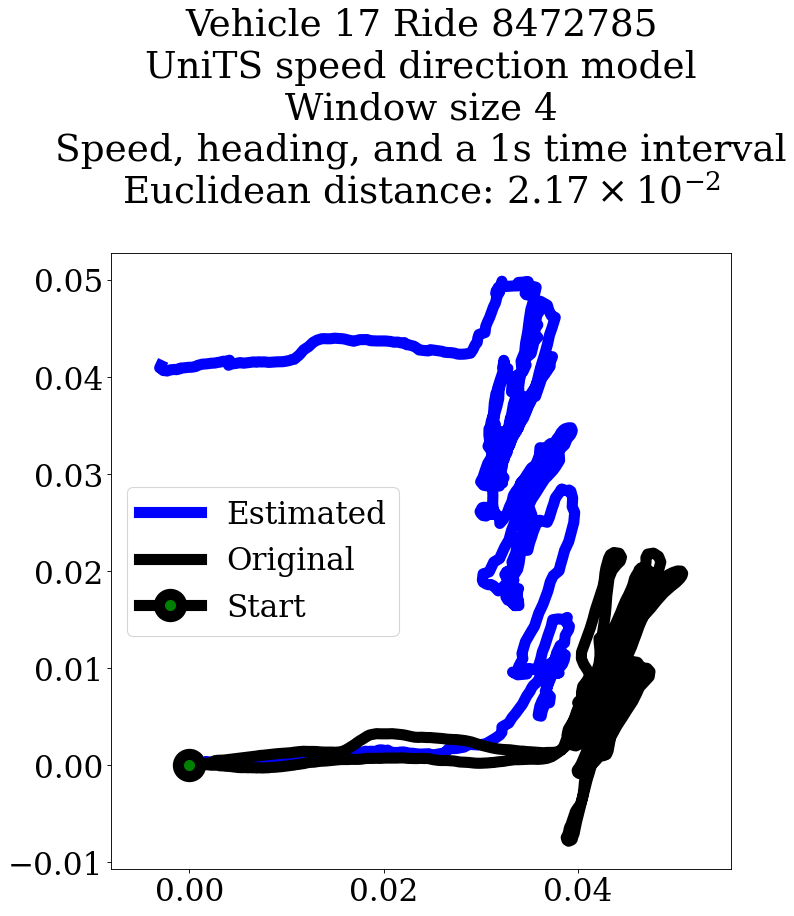 Vehicle 17 Ride 8472785
UniTS speed direction model
Window size 4
Speed, heading, and a 1s time interval
Euclidean distance: 2.17 × 10⁻²
0.05
0.04
0.03
0.02
0.01
0.00
−0.01
Estimated
Original
Start
0.00 0.02 0.04